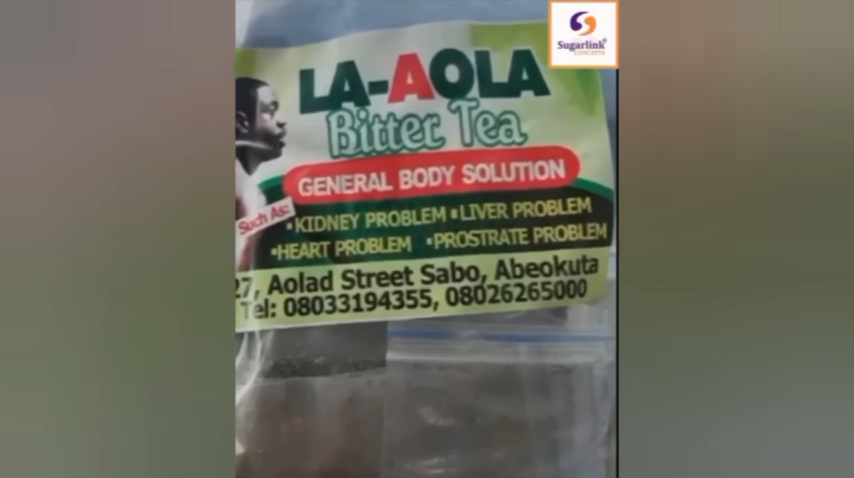 Sugarlink
CONCEPTS
LA-AOLA
Bitter Tea
GENERAL BODY SOLUTION
Such As:
▪KIDNEY PROBLEM ▪LIVER PROBLEM
▪HEART PROBLEM ▪PROSTRATE PROBLEM
27, Aolad Street Sabo, Abeokuta
Tel: 08033194355, 08026265000